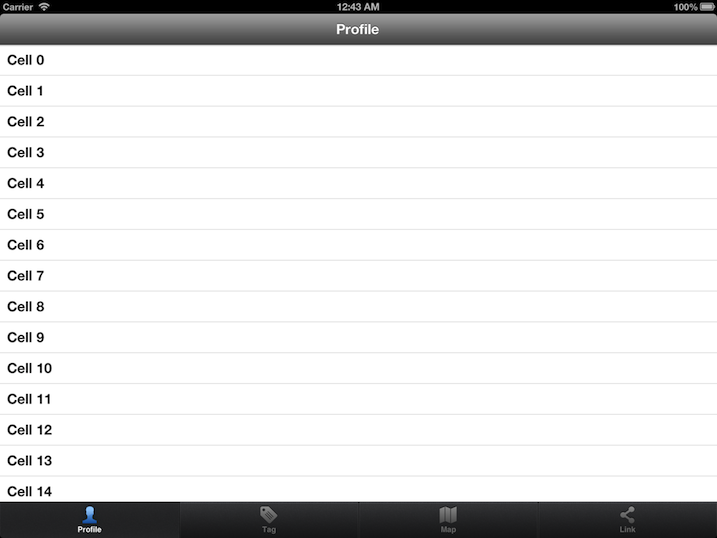 Carrier 12:43 AM 100%
Profile
Cell 0
Cell 1
Cell 2
Cell 3
Cell 4
Cell 5
Cell 6
Cell 7
Cell 8
Cell 9
Cell 10
Cell 11
Cell 12
Cell 13
Cell 14
Profile Tag Map Link